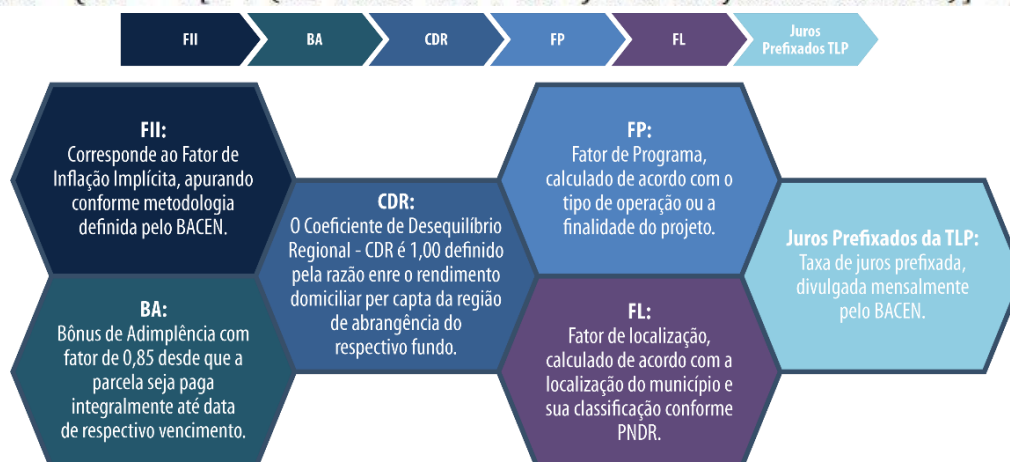 FII
BA
CDR
FP
FL
Juros
Prefixados TLP
FII:
Corresponde ao Fator de
Inflação Implícita, apurando
conforme metodologia
definida pelo BACEN.
BA:
Bônus de Adimplência com
fator de 0,85 desde que a
parcela seja paga
integralmente até data
de respectivo vencimento.
CDR:
O Coeficiente de Desequilíbrio
Regional - CDR é 1,00 definido
pela razão enre o rendimento
domiciliar per capta da região
de abrangência do
respectivo fundo.
FP:
Fator de Programa,
calculado de acordo com o
tipo de operação ou a
finalidade do projeto.
FL:
Fator de localização,
calculado de acordo com a
localização do município e
sua classificação conforme
PNDR.
Juros Prefixados da TLP:
Taxa de juros prefixada,
divulgada mensalmente
pelo BACEN.